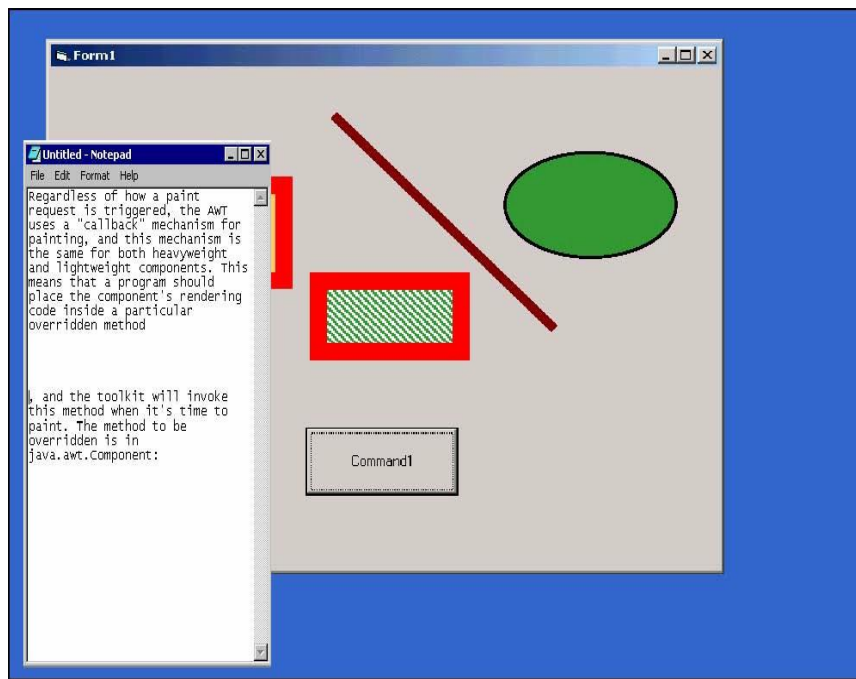 Form1
Untitled - Notepad
File Edit Format Help
Regardless of how a paint
request is triggered, the AWT
uses a "callback" mechanism for
painting, and this mechanism is
the same for both heavyweight
and lightweight components. This
means that a program should
place the component's rendering
code inside a particular
overridden method
, and the toolkit will invoke
this method when it's time to
paint. The method to be
overridden is in
java.awt.Component:
Command1